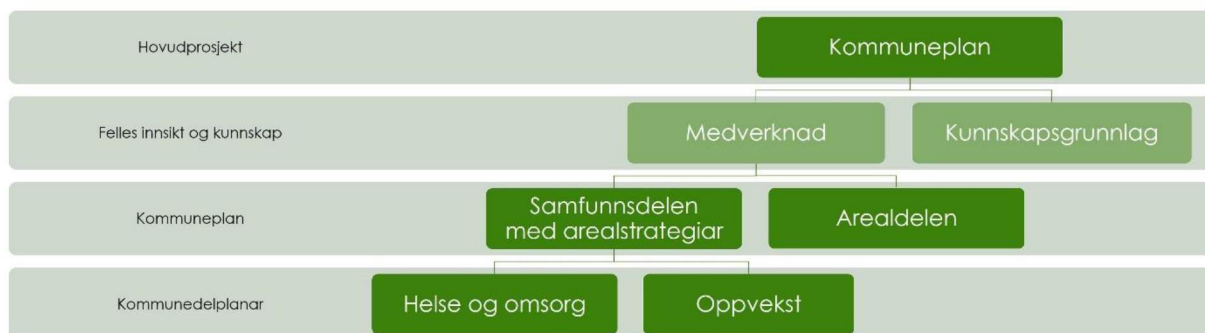 Hovudprosjekt
Kommuneplan
Felles innsikt og kunnskap
Medverknad
Kunnskapsgrunnlag
Kommuneplan
Samfunnsdelen
med arealstrategiar
Arealdelen
Kommunedelplanar
Helse og omsorg
Oppvekst